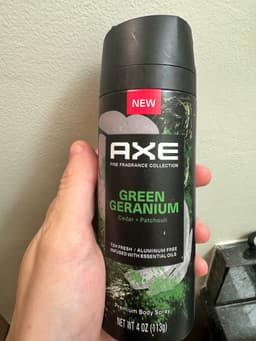 NEW
AXE
FINE FRAGRANCE COLLECTION
GREEN
GERANIUM
Cedar + Patchouli
72H FRESH / ALUMINUM FREE
INFUSED WITH ESSENTIAL OILS
Premium Body Spray
NET WT 4 OZ (113g)